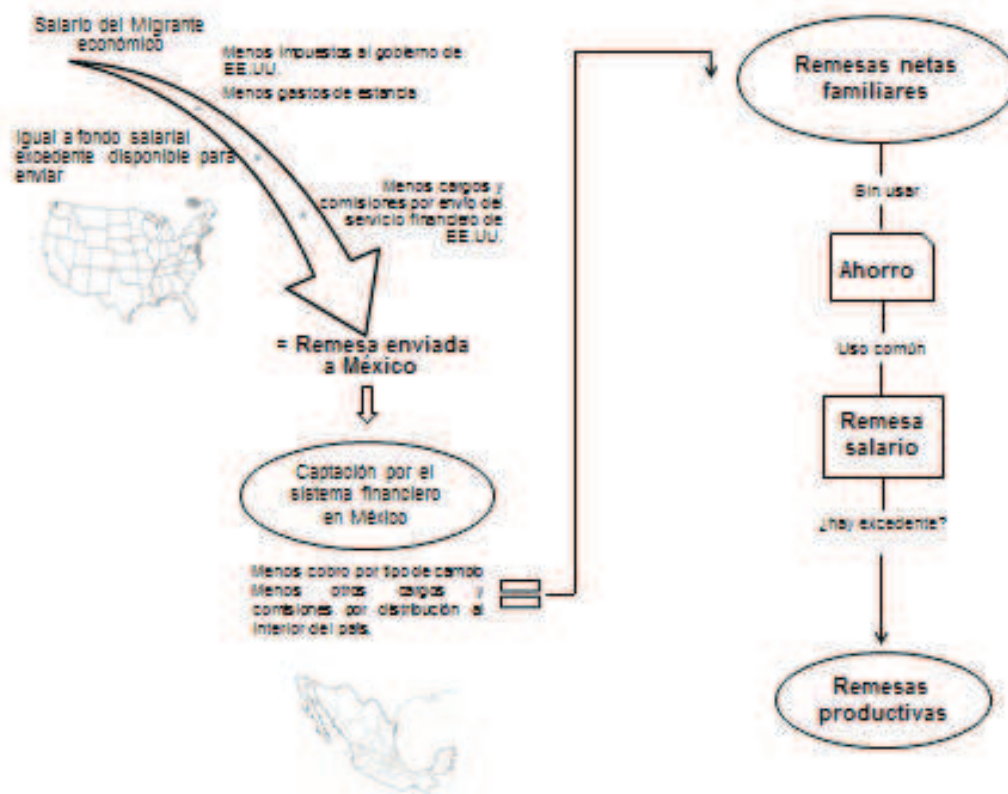 Salario del Migrante
económico
Menos impuestos al gobierno de
EE.UU.
Menos gastos de estancia
Igual a fondo salarial
excedente disponible para
enviar
Menos cargos y
comisiones por envío del
servicio financiero de
EE.UU.
= Remesa enviada
a México
Captación por el
sistema financiero
en México
Menos cobro por tipo de cambio
Menos otros cargos y
comisiones por distribución al
interior del país.
Remesas netas
familiares
Sin usar
Ahorro
Uso común
Remesa
salario
¿hay excedente?
Remesas
productivas